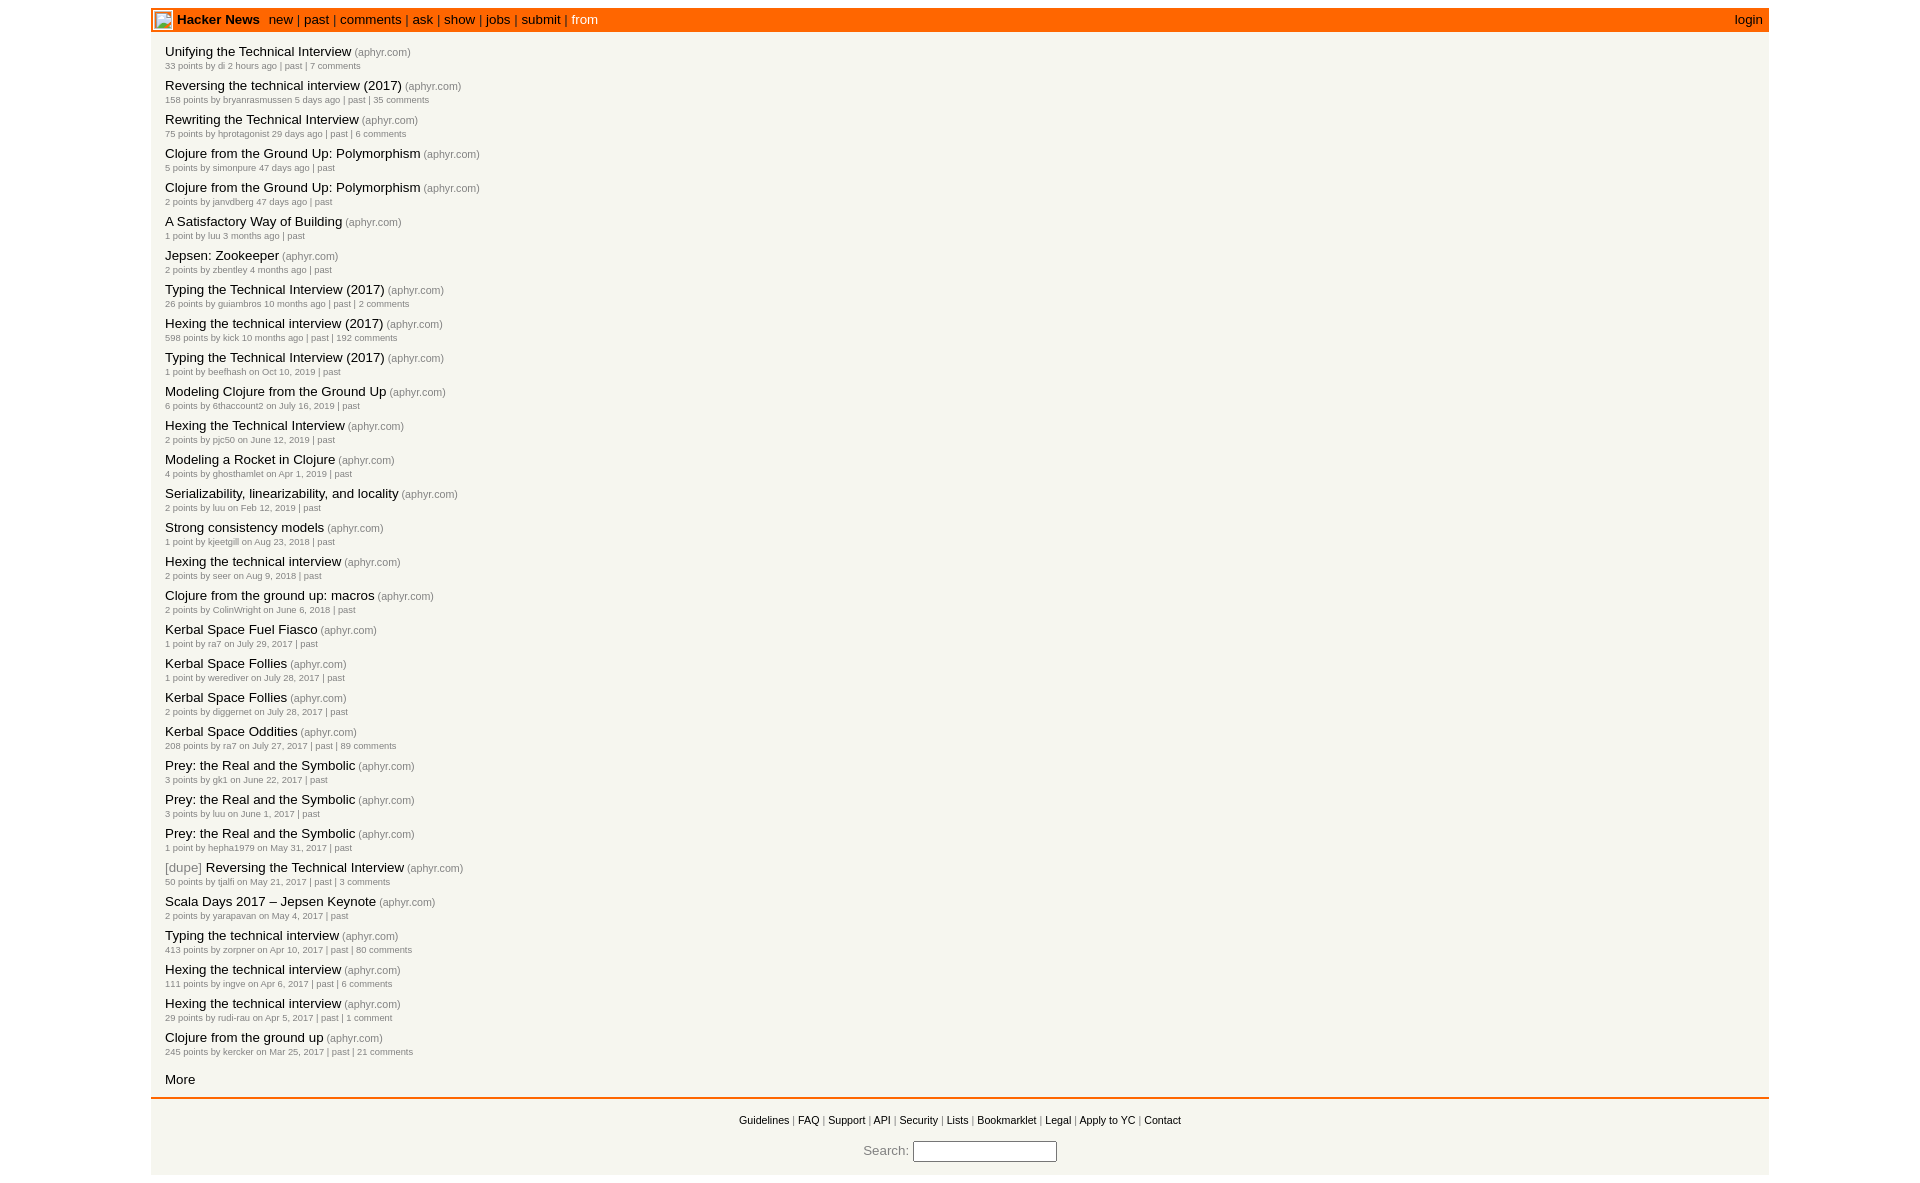 Hacker News new | past | comments | ask | show | jobs | submit | from login
Unifying the Technical Interview (aphyr.com)
33 points by di 2 hours ago | past | 7 comments
Reversing the technical interview (2017) (aphyr.com)
158 points by bryanrasmussen 5 days ago | past | 35 comments
Rewriting the Technical Interview (aphyr.com)
75 points by hprotagonist 29 days ago | past | 6 comments
Clojure from the Ground Up: Polymorphism (aphyr.com)
5 points by simonpure 47 days ago | past
Clojure from the Ground Up: Polymorphism (aphyr.com)
2 points by janvdberg 47 days ago | past
A Satisfactory Way of Building (aphyr.com)
1 point by luu 3 months ago | past
Jepsen: Zookeeper (aphyr.com)
2 points by zbentley 4 months ago | past
Typing the Technical Interview (2017) (aphyr.com)
26 points by guiambros 10 months ago | past | 2 comments
Hexing the technical interview (2017) (aphyr.com)
598 points by kick 10 months ago | past | 192 comments
Typing the Technical Interview (2017) (aphyr.com)
1 point by beefhash on Oct 10, 2019 | past
Modeling Clojure from the Ground Up (aphyr.com)
6 points by 6thaccount2 on July 16, 2019 | past
Hexing the Technical Interview (aphyr.com)
2 points by pjc50 on June 12, 2019 | past
Modeling a Rocket in Clojure (aphyr.com)
4 points by ghosthamlet on Apr 1, 2019 | past
Serializability, linearizability, and locality (aphyr.com)
2 points by luu on Feb 12, 2019 | past
Strong consistency models (aphyr.com)
1 point by kjeetgill on Aug 23, 2018 | past
Hexing the technical interview (aphyr.com)
2 points by seer on Aug 9, 2018 | past
Clojure from the ground up: macros (aphyr.com)
2 points by ColinWright on June 6, 2018 | past
Kerbal Space Fuel Fiasco (aphyr.com)
1 point by ra7 on July 29, 2017 | past
Kerbal Space Follies (aphyr.com)
1 point by werediver on July 28, 2017 | past
Kerbal Space Follies (aphyr.com)
2 points by diggernet on July 28, 2017 | past
Kerbal Space Oddities (aphyr.com)
208 points by ra7 on July 27, 2017 | past | 89 comments
Prey: the Real and the Symbolic (aphyr.com)
3 points by gk1 on June 22, 2017 | past
Prey: the Real and the Symbolic (aphyr.com)
3 points by luu on June 1, 2017 | past
Prey: the Real and the Symbolic (aphyr.com)
1 point by hepha1979 on May 31, 2017 | past
[dupe] Reversing the Technical Interview (aphyr.com)
50 points by tjalfi on May 21, 2017 | past | 3 comments
Scala Days 2017 – Jepsen Keynote (aphyr.com)
2 points by yarapavan on May 4, 2017 | past
Typing the technical interview (aphyr.com)
413 points by zorpner on Apr 10, 2017 | past | 80 comments
Hexing the technical interview (aphyr.com)
111 points by ingve on Apr 6, 2017 | past | 6 comments
Hexing the technical interview (aphyr.com)
29 points by rudi-rau on Apr 5, 2017 | past | 1 comment
Clojure from the ground up (aphyr.com)
245 points by kercker on Mar 25, 2017 | past | 21 comments
More
Guidelines | FAQ | Support | API | Security | Lists | Bookmarklet | Legal | Apply to YC | Contact
Search: